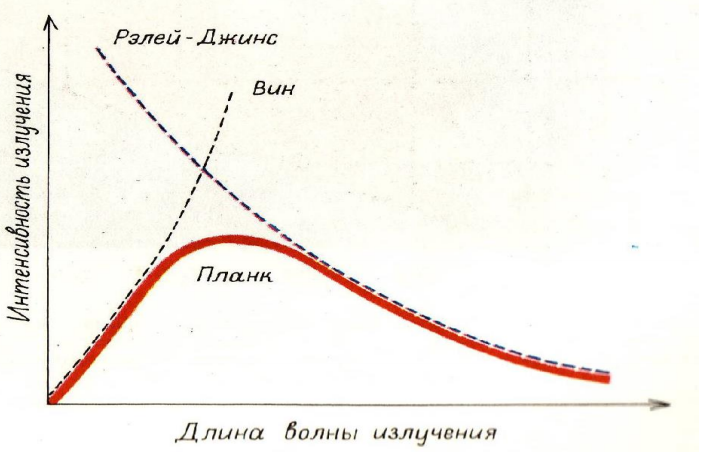 Рэлей-Джинс
Вин
Интенсивность излучения
Планк
Длина волны излучения